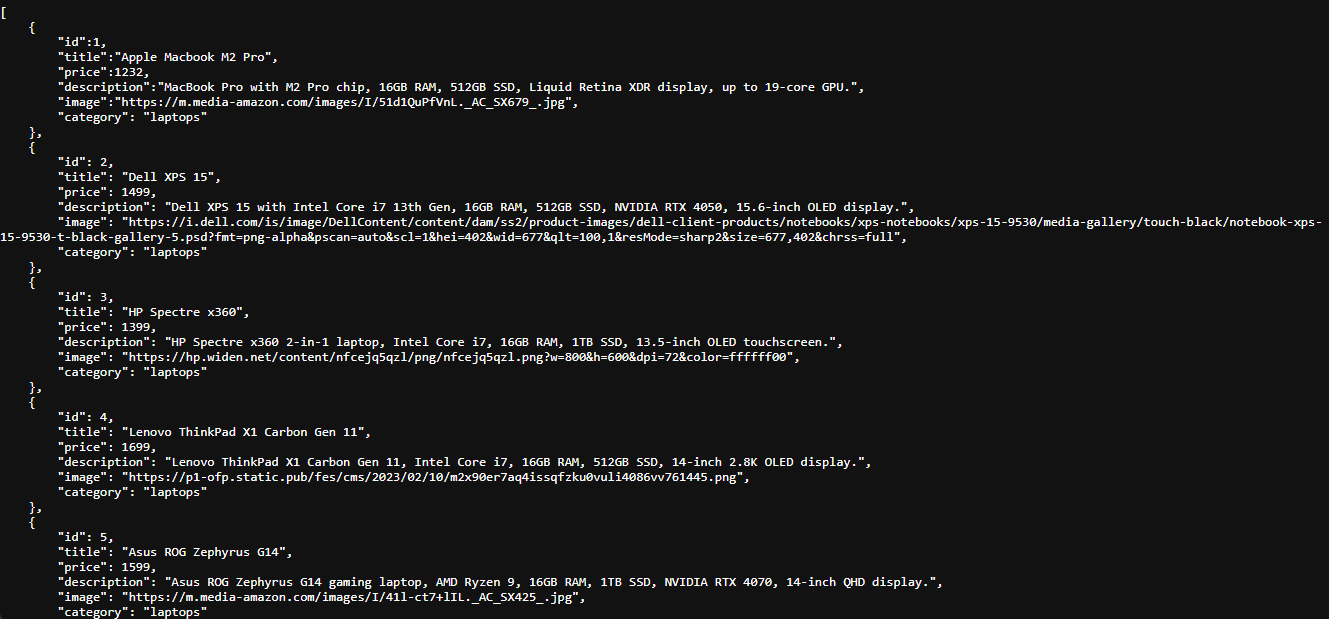 [
    {
        "id":1,
        "title":"Apple Macbook M2 Pro",
        "price":1232,
        "description":"MacBook Pro with M2 Pro chip, 16GB RAM, 512GB SSD, Liquid Retina XDR display, up to 19-core GPU.",
        "image":"https://m.media-amazon.com/images/I/51d1QuPfVnL._AC_SX679_.jpg",
        "category": "laptops"
    },
    {
        "id": 2,
        "title": "Dell XPS 15",
        "price": 1499,
        "description": "Dell XPS 15 with Intel Core i7 13th Gen, 16GB RAM, 512GB SSD, NVIDIA RTX 4050, 15.6-inch OLED display.",
        "image": "https://i.dell.com/is/image/DellContent/content/dam/ss2/product-images/dell-client-products/notebooks/xps-notebooks/xps-15-9530/media-gallery/touch-black/notebook-xps-
15-9530-t-black-gallery-5.psd?fmt=png-alpha&pscan=auto&scl=1&hei=402&wid=677&qlt=100,1&resMode=sharp2&size=677,402&chrss=full",
        "category": "laptops"
    },
    {
        "id": 3,
        "title": "HP Spectre x360",
        "price": 1399,
        "description": "HP Spectre x360 2-in-1 laptop, Intel Core i7, 16GB RAM, 1TB SSD, 13.5-inch OLED touchscreen.",
        "image": "https://hp.widen.net/content/nfcejq5qzl/png/nfcejq5qzl.png?w=800&h=600&dpi=72&color=ffffff00",
        "category": "laptops"
    },
    {
        "id": 4,
        "title": "Lenovo ThinkPad X1 Carbon Gen 11",
        "price": 1699,
        "description": "Lenovo ThinkPad X1 Carbon Gen 11, Intel Core i7, 16GB RAM, 512GB SSD, 14-inch 2.8K OLED display.",
        "image": "https://p1-ofp.static.pub/fes/cms/2023/02/10/m2x90er7aq4issqfzku0vuli4086vv761445.png",
        "category": "laptops"
    },
    {
        "id": 5,
        "title": "Asus ROG Zephyrus G14",
        "price": 1599,
        "description": "Asus ROG Zephyrus G14 gaming laptop, AMD Ryzen 9, 16GB RAM, 1TB SSD, NVIDIA RTX 4070, 14-inch QHD display.",
        "image": "https://m.media-amazon.com/images/I/41l-ct7+lIL._AC_SX425_.jpg",
        "category": "laptops"